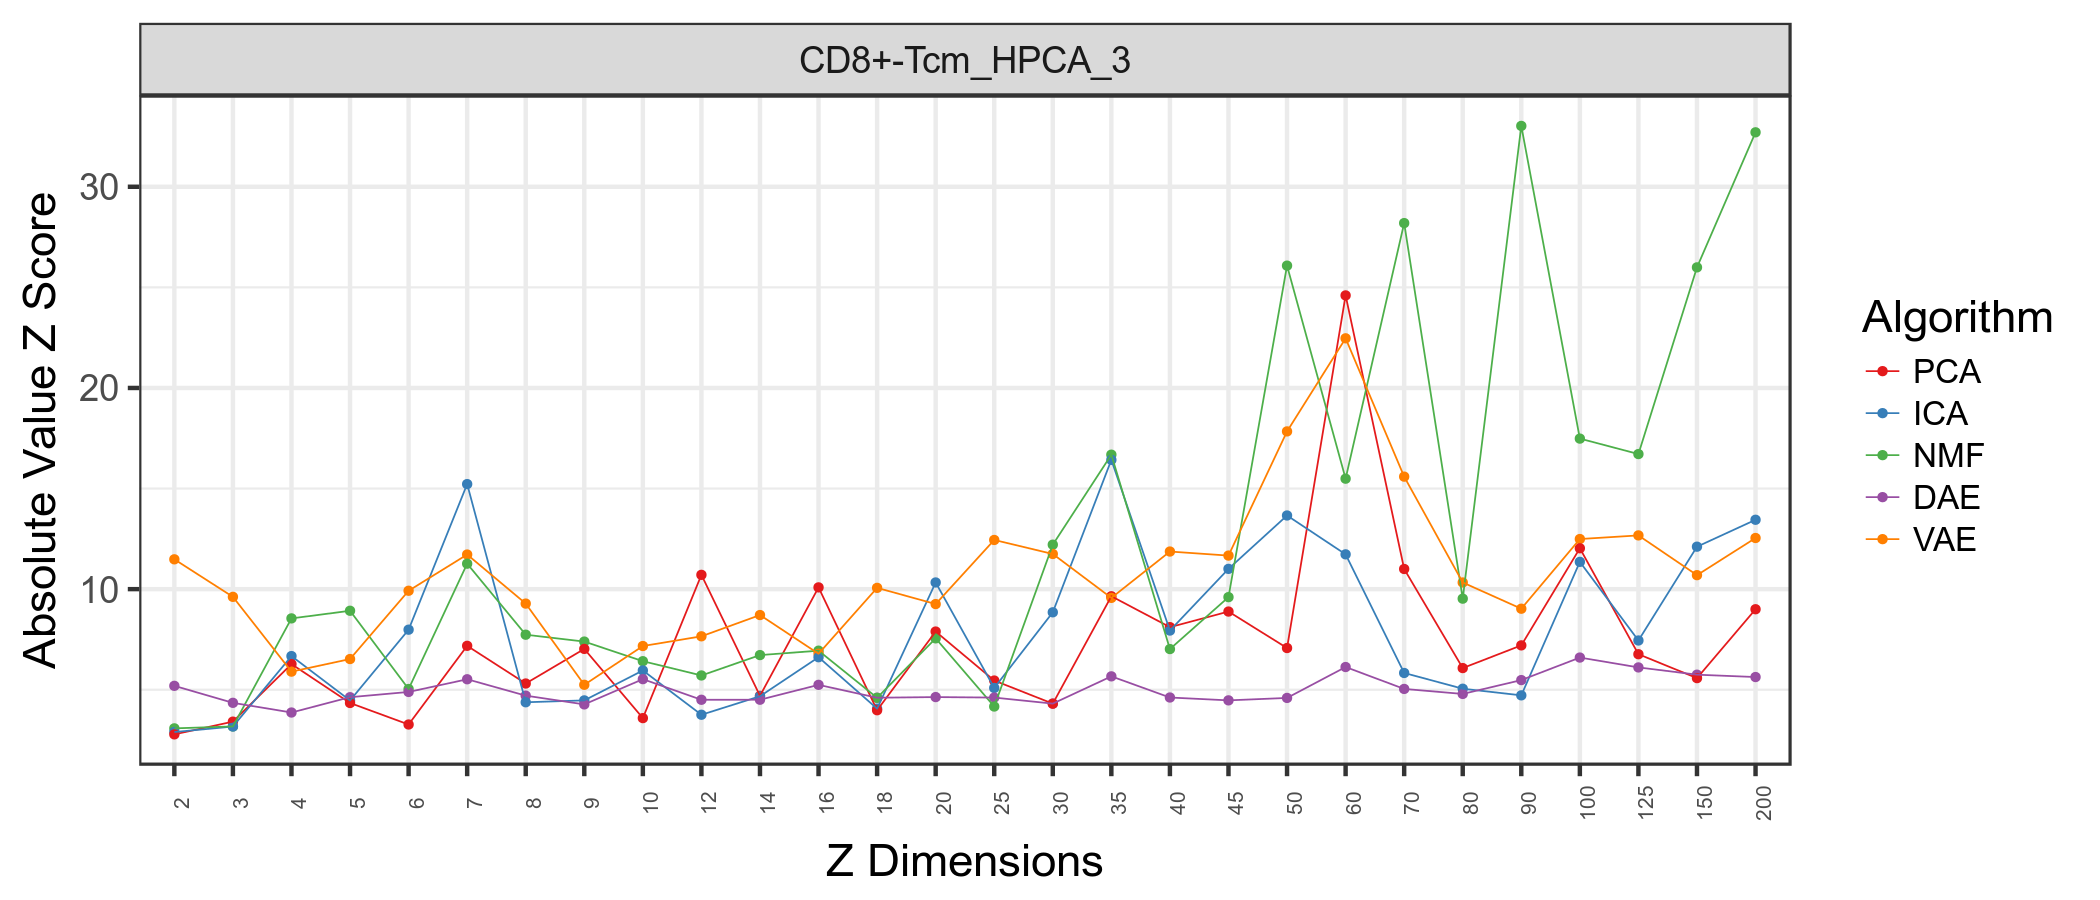 CD8+-Tcm_HPCA_3
Absolute Value Z Score
30
20
10
2 3 4 5 6 7 8 9 10 12 14 16 18 20 25 30 35 40 45 50 60 70 80 90 100 125 150 200
Z Dimensions
Algorithm
PCA
ICA
NMF
DAE
VAE